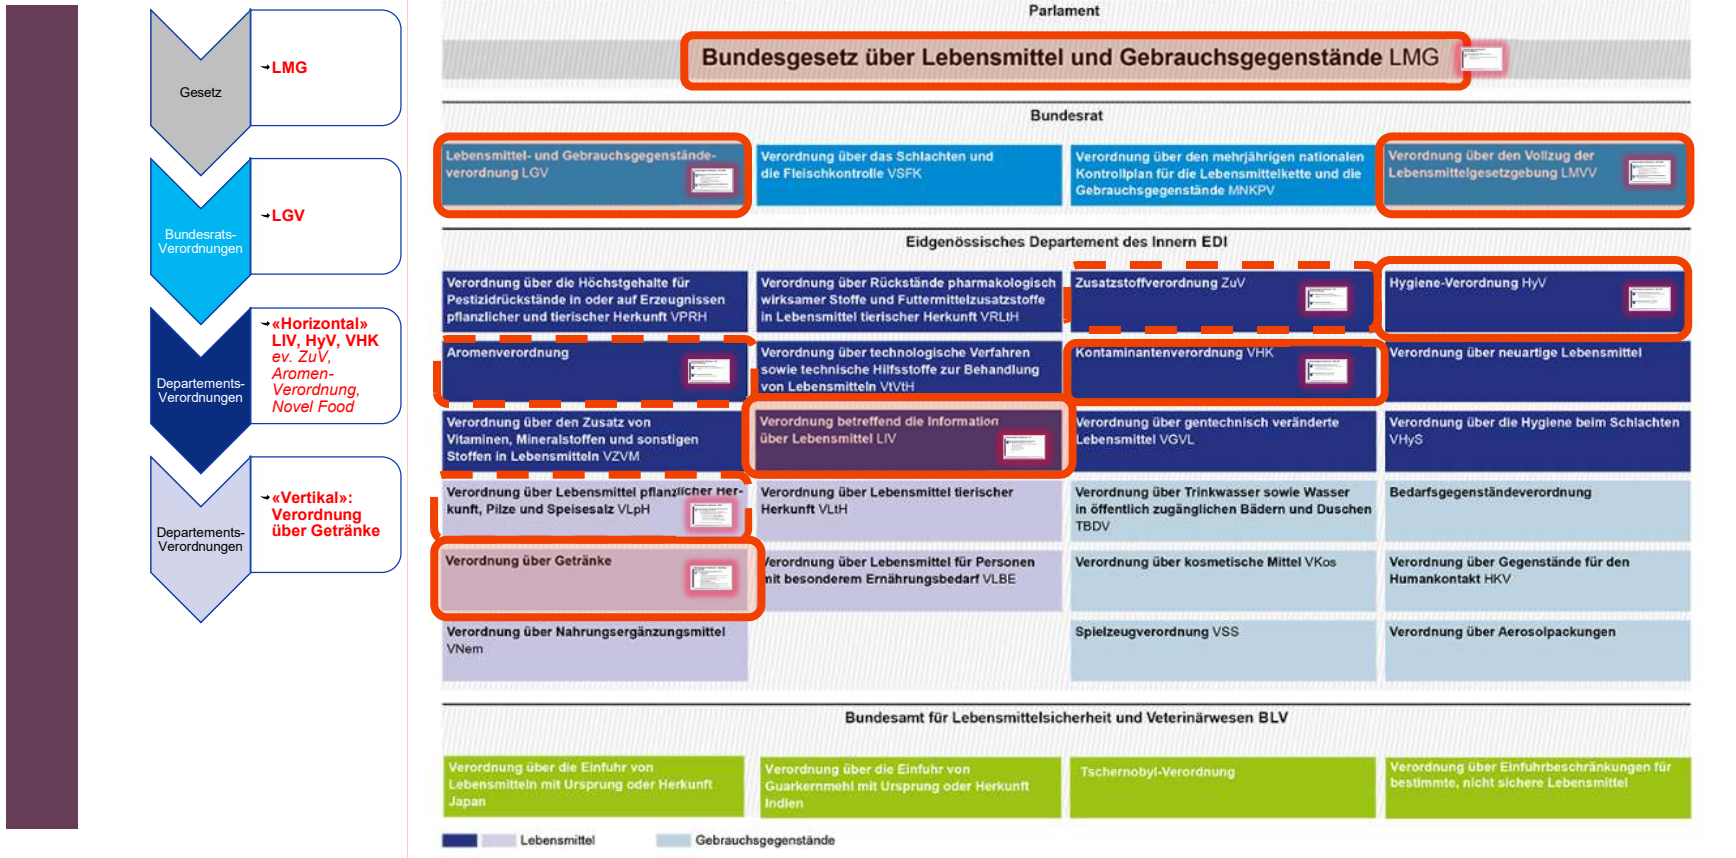 Gesetz
LMG
Bundesrats-
Verordnungen
LGV
Departements-
Verordnungen
«Horizontal»
LIV, HyV, VHK
ev. ZuV,
Aromen-
Verordnung,
Novel Food
Departements-
Verordnungen
«Vertikal»:
Verordnung
über Getränke
Parlament
Bundesgesetz über Lebensmittel und Gebrauchsgegenstände LMG
Bundesrat
Lebensmittel- und Gebrauchsgegenstände-
verordnung LGV
Verordnung über das Schlachten und
die Fleischkontrolle VSFK
Verordnung über den mehrjährigen nationalen
Kontrollplan für die Lebensmittelkette und die
Gebrauchsgegenstände MNKPV
Verordnung über den Vollzug der
Lebensmittelgesetzgebung LMVV
Eidgenössisches Departement des Innern EDI
Verordnung über die Höchstgehalte für
Pestizidrückstände in oder auf Erzeugnissen
pflanzlicher und tierischer Herkunft VPRH
Verordnung über Rückstände pharmakologisch
wirksamer Stoffe und Futtermittelzusatzstoffe
in Lebensmittel tierischer Herkunft VRLtH
Zusatzstoffverordnung ZuV
Hygiene-Verordnung HyV
Aromenverordnung
Verordnung über technologische Verfahren
sowie technische Hilfsstoffe zur Behandlung
von Lebensmitteln VtVtH
Kontaminantenverordnung VHK
Verordnung über neuartige Lebensmittel
Verordnung über den Zusatz von
Vitaminen, Mineralstoffen und sonstigen
Stoffen in Lebensmitteln VZVM
Verordnung betreffend die Information
über Lebensmittel LIV
Verordnung über gentechnisch veränderte
Lebensmittel VGVL
Verordnung über die Hygiene beim Schlachten
VHyS
Verordnung über Lebensmittel pflanzlicher Her-
kunft, Pilze und Speisesalz VLpH
Verordnung über Lebensmittel tierischer
Herkunft VLtH
Verordnung über Trinkwasser sowie Wasser
in öffentlich zugänglichen Bädern und Duschen
TBDV
Bedarfsgegenständeverordnung
Verordnung über Getränke
Verordnung über Lebensmittel für Personen
mit besonderem Ernährungsbedarf VLBE
Verordnung über kosmetische Mittel VKos
Verordnung über Gegenstände für den
Humankontakt HKV
Verordnung über Nahrungsergänzungsmittel
VNem
Spielzeugverordnung VSS
Verordnung über Aerosolpackungen
Bundesamt für Lebensmittelsicherheit und Veterinärwesen BLV
Verordnung über die Einfuhr von
Lebensmitteln mit Ursprung oder Herkunft
Japan
Verordnung über die Einfuhr von
Guarkernmehl mit Ursprung oder Herkunft
Indien
Tschernobyl-Verordnung
Verordnung über Einfuhrbeschränkungen für
bestimmte, nicht sichere Lebensmittel
Lebensmittel
Gebrauchsgegenstände